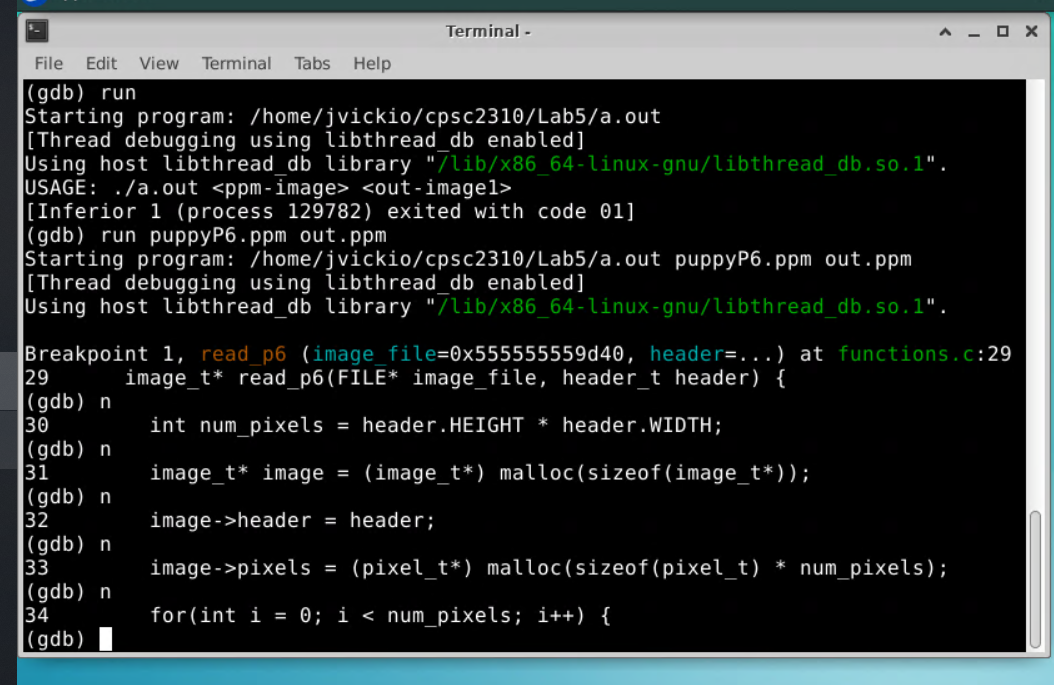 Terminal -
File Edit View Terminal Tabs Help
(gdb) run
Starting program: /home/jvickio/cpsc2310/Lab5/a.out
[Thread debugging using libthread_db enabled]
Using host libthread_db library "/lib/x86_64-linux-gnu/libthread_db.so.1".
USAGE: ./a.out <ppm-image> <out-image1>
[Inferior 1 (process 129782) exited with code 01]
(gdb) run puppyP6.ppm out.ppm
Starting program: /home/jvickio/cpsc2310/Lab5/a.out puppyP6.ppm out.ppm
[Thread debugging using libthread_db enabled]
Using host libthread_db library "/lib/x86_64-linux-gnu/libthread_db.so.1".
Breakpoint 1, read_p6 (image_file=0x555555559d40, header=...) at functions.c:29
29 image_t* read_p6(FILE* image_file, header_t header) {
(gdb) n
30 int num_pixels = header.HEIGHT * header.WIDTH;
(gdb) n
31 image_t* image = (image_t*) malloc(sizeof(image_t*));
(gdb) n
32 image->header = header;
(gdb) n
33 image->pixels = (pixel_t*) malloc(sizeof(pixel_t) * num_pixels);
(gdb) n
34 for(int i = 0; i < num_pixels; i++) {
(gdb)